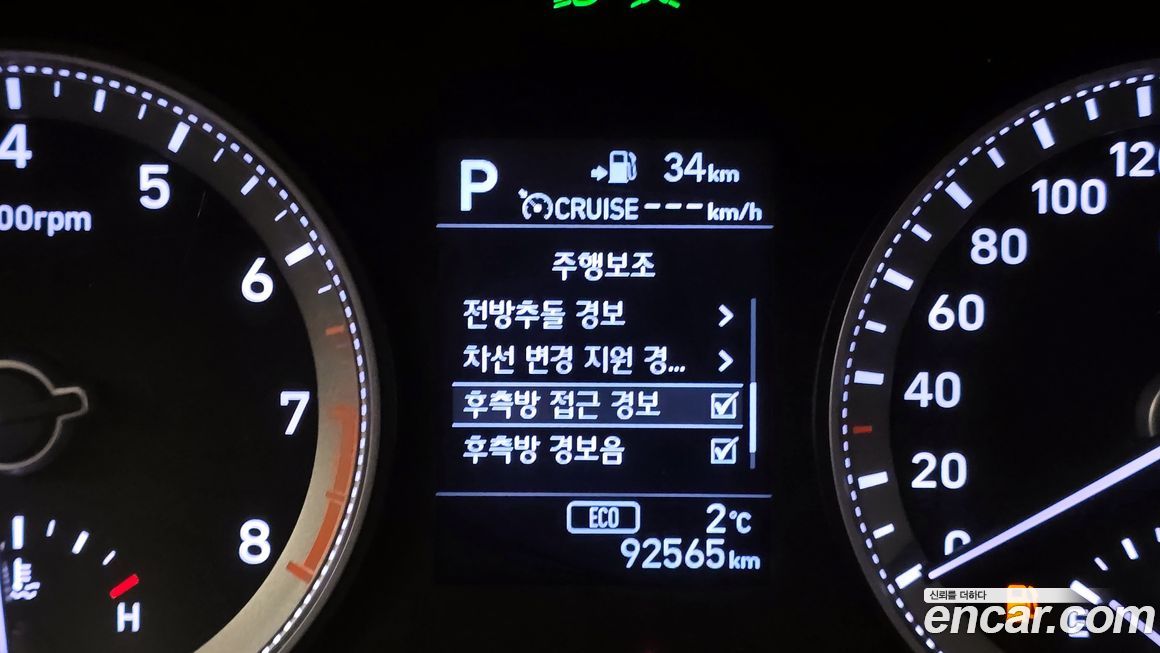 4
5
6
7
8
00rpm
H
P
34km
CRUISE---km/h
주행보조
전방추돌 경보
차선 변경 지원 경...
후측방 접근 경보
후측방 경보음
ECO
2°C
92565km
120
100
80
60
40
20
0
신뢰를 더하다
encar.com